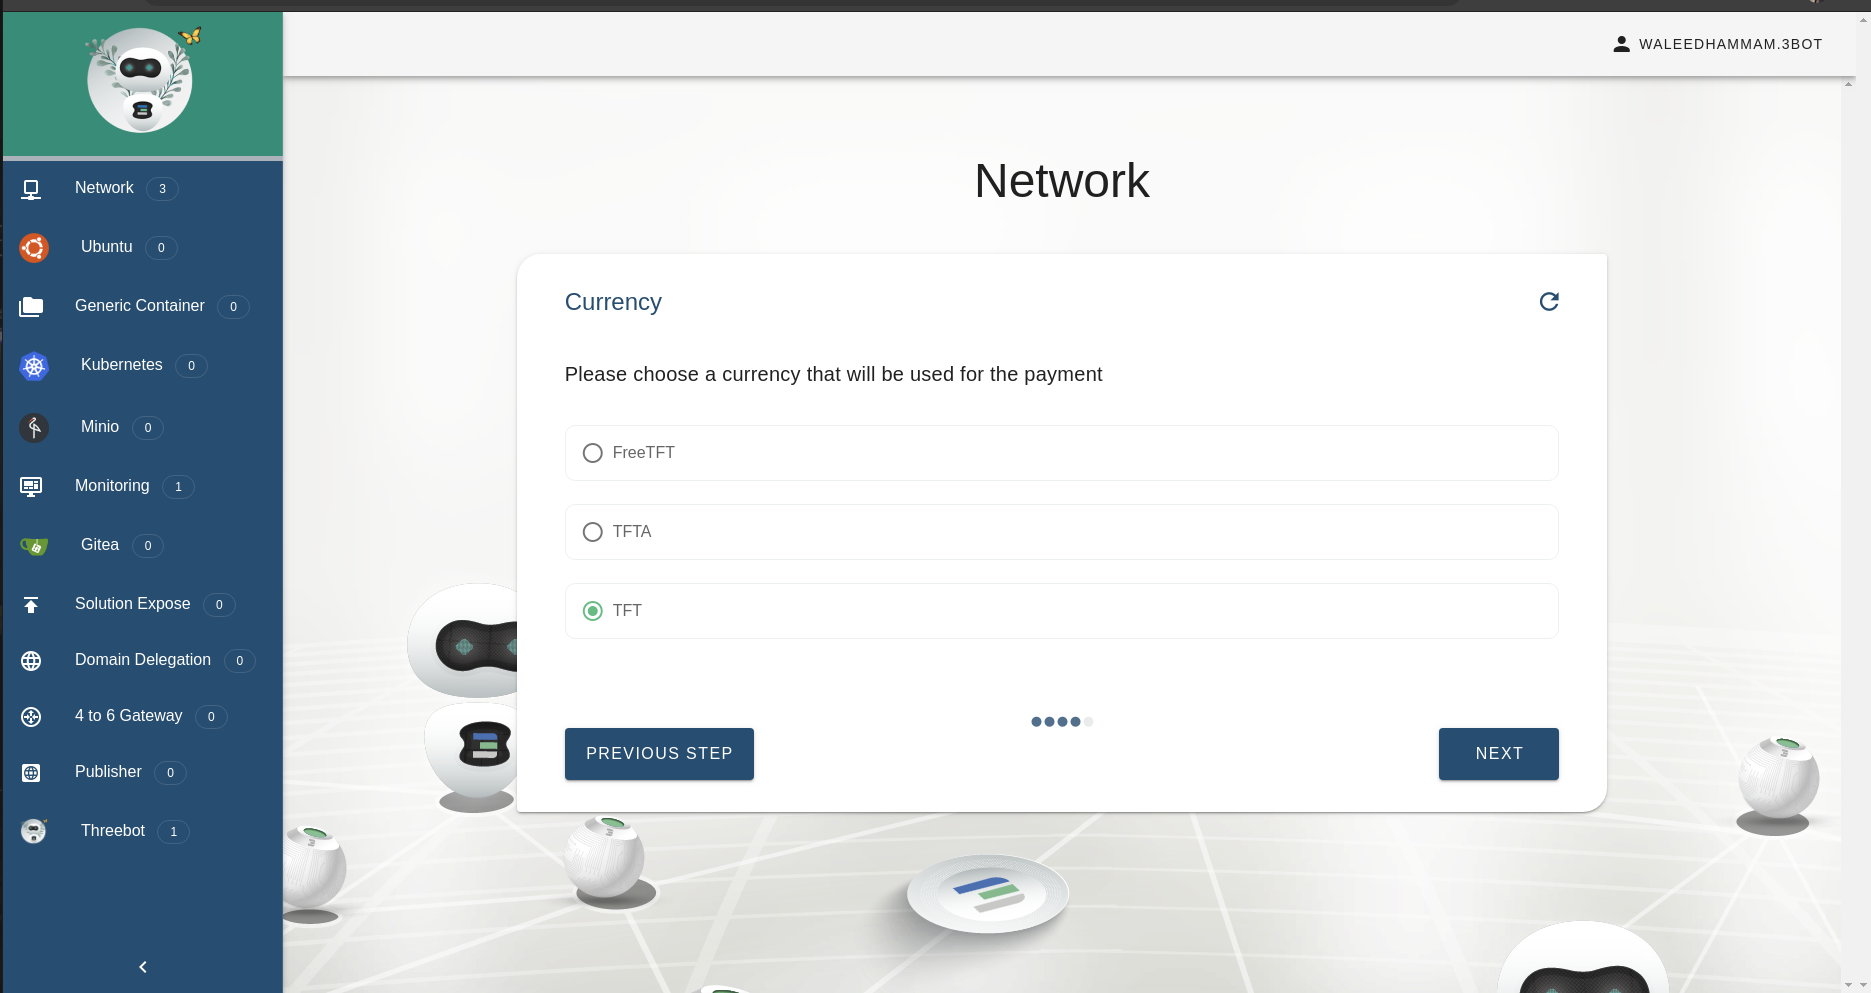 WALEEDHAMMAM.3BOT
Network 3
Ubuntu 0
Generic Container 0
Kubernetes 0
Minio 0
Monitoring 1
Gitea 0
Solution Expose 0
Domain Delegation 0
4 to 6 Gateway 0
Publisher 0
Threebot 1
Network
Currency
Please choose a currency that will be used for the payment
FreeTFT
TFTA
TFT
PREVIOUS STEP
NEXT